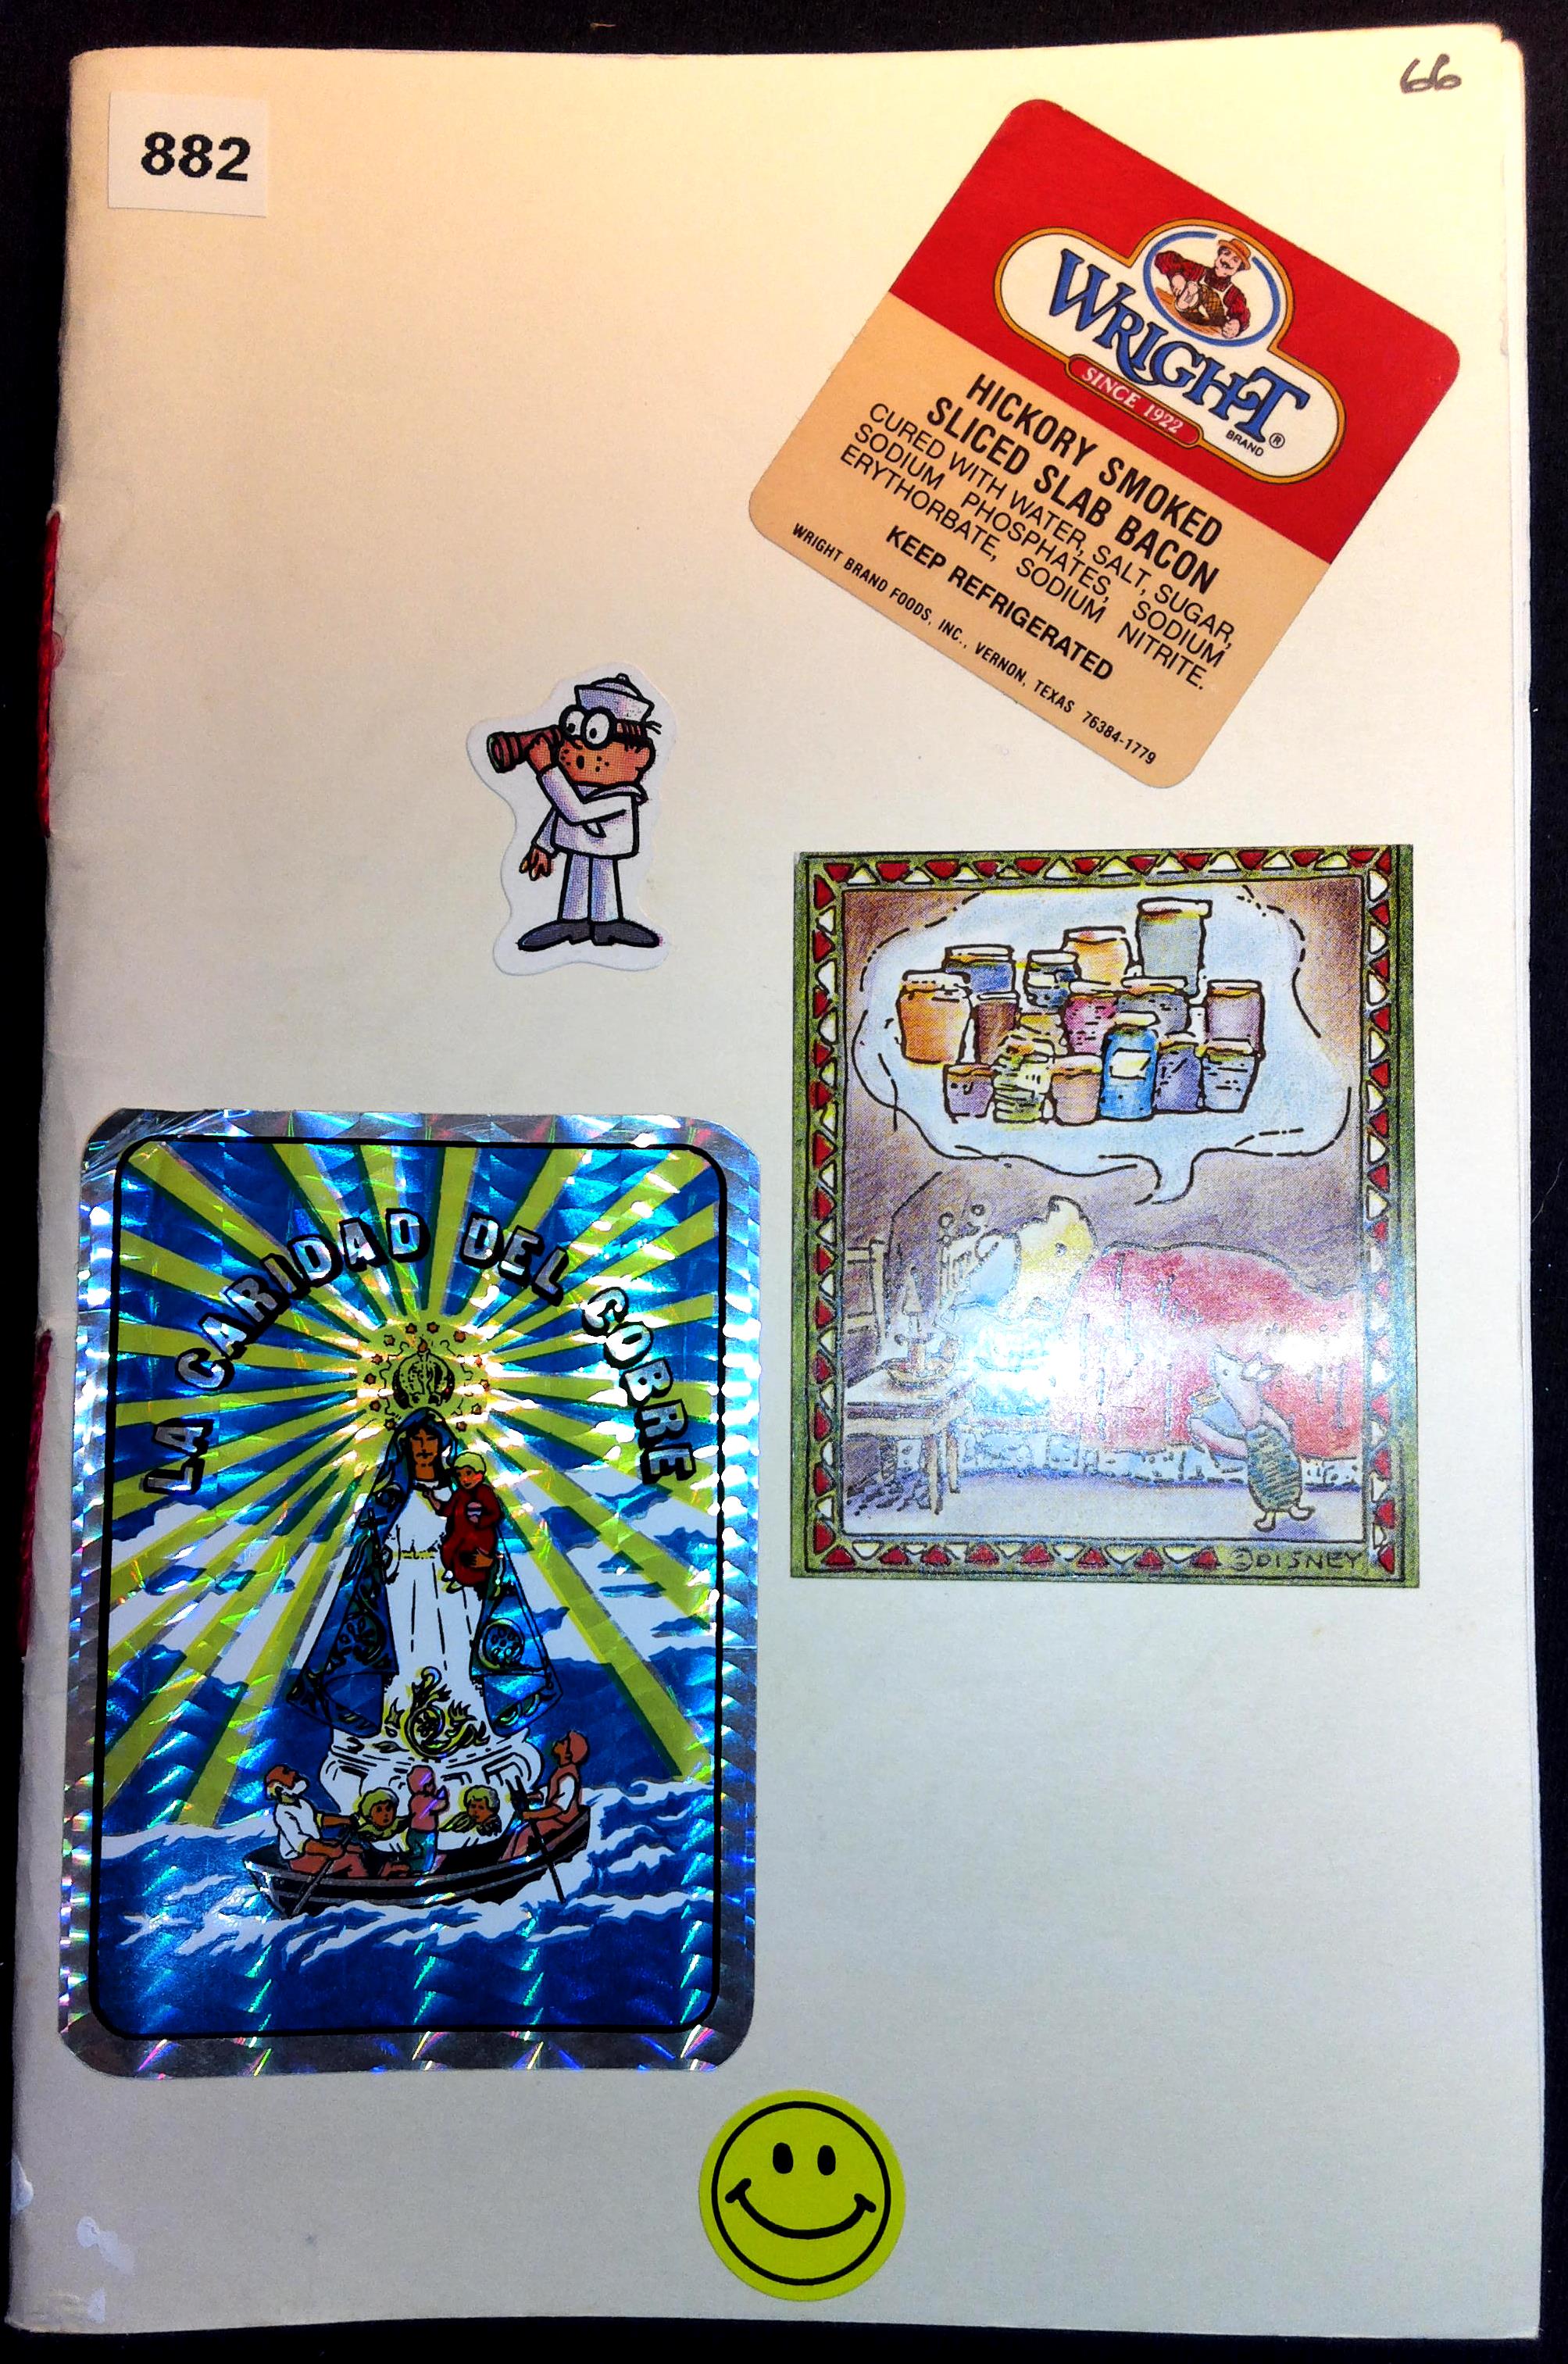 66
882
WRIGHT
BRAND®
SINCE 1922
HICKORY SMOKED
SLICED SLAB BACON
CURED WITH WATER, SALT, SUGAR,
SODIUM PHOSPHATES, SODIUM
ERYTHORBATE, SODIUM NITRITE.
KEEP REFRIGERATED
WRIGHT BRAND FOODS, INC., VERNON, TEXAS 76384-1779
LA CARIDAD DEL COBRE
©DISNEY